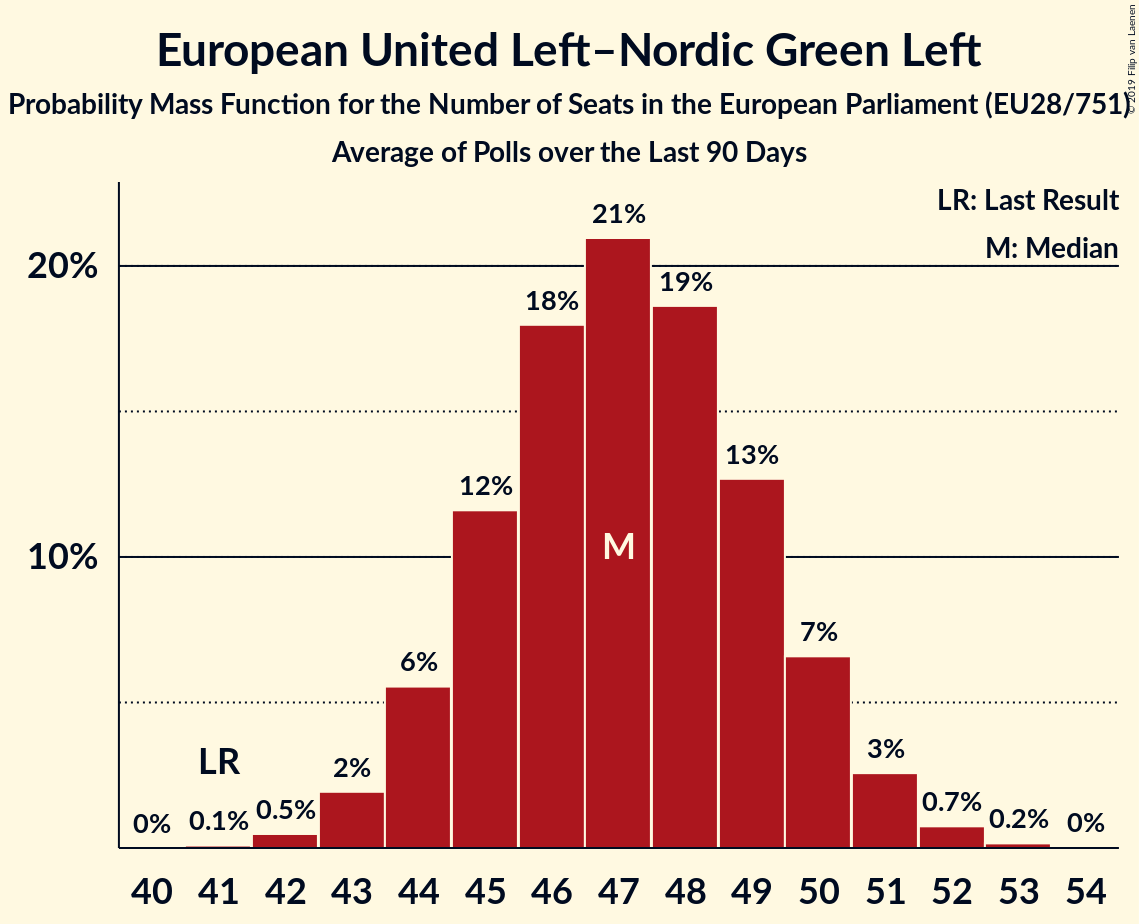 European United Left–Nordic Green Left
Probability Mass Function for the Number of Seats in the European Parliament (EU28/751)
Average of Polls over the Last 90 Days
© 2019 Filip van Laenen
LR: Last Result
M: Median
20%
10%
0%
0.1%
0.5%
2%
6%
12%
18%
21%
19%
13%
7%
3%
0.7%
0.2%
0%
LR
M
40 41 42 43 44 45 46 47 48 49 50 51 52 53 54